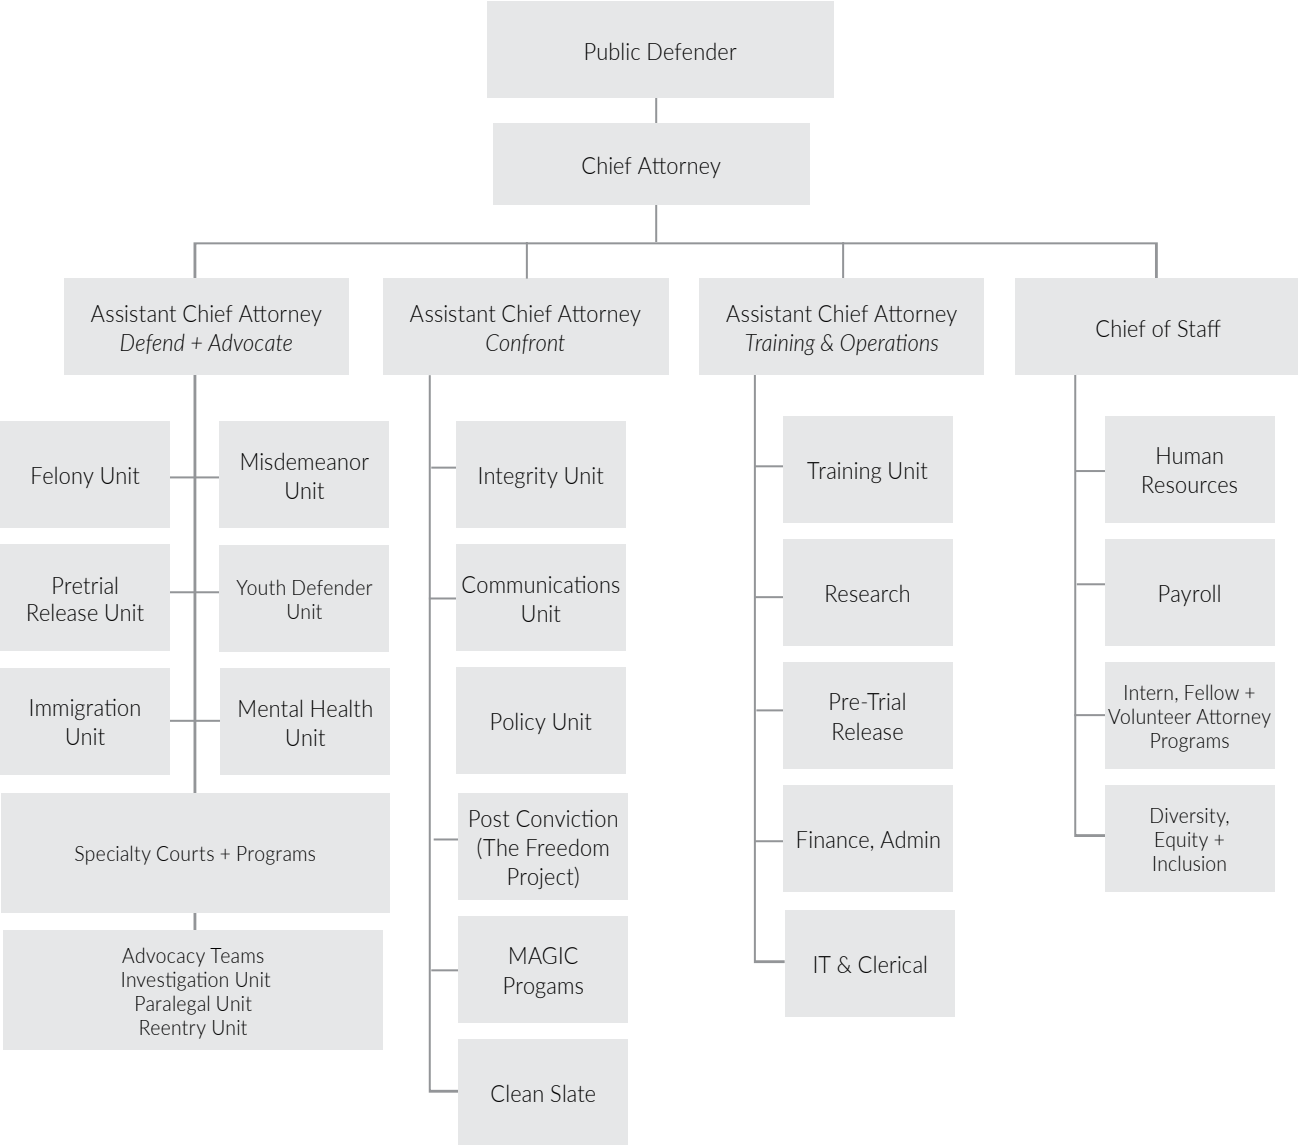 Public Defender
Chief Attorney
Assistant Chief Attorney
Defend + Advocate
Assistant Chief Attorney
Confront
Assistant Chief Attorney
Training & Operations
Chief of Staff
Felony Unit
Misdemeanor
Unit
Pretrial
Release Unit
Youth Defender
Unit
Immigration
Unit
Mental Health
Unit
Specialty Courts + Programs
Advocacy Teams
Investigation Unit
Paralegal Unit
Reentry Unit
Integrity Unit
Communications
Unit
Policy Unit
Post Conviction
(The Freedom
Project)
MAGIC
Progams
Clean Slate
Training Unit
Research
Pre-Trial
Release
Finance, Admin
IT & Clerical
Human
Resources
Payroll
Intern, Fellow +
Volunteer Attorney
Programs
Diversity,
Equity +
Inclusion